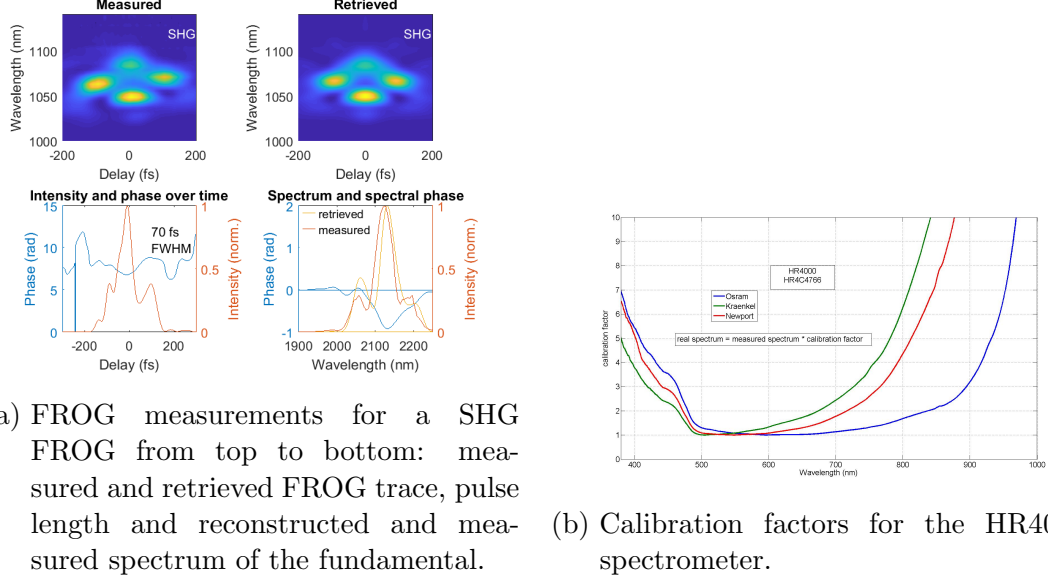 Measured
Retrieved
Wavelength (nm)
1100
1050
1000
SHG
-200
0
200
Delay (fs)
Wavelength (nm)
1100
1050
1000
SHG
-200
0
200
Delay (fs)
Intensity and phase over time
Spectrum and spectral phase
Phase (rad)
15
10
5
0
70 fs
FWHM
1
0.5
0
Intensity (norm.)
-200
0
200
Delay (fs)
Phase (rad)
2
1
0
-1
retrieved
measured
1
0.5
0
Intensity (norm.)
1900
2000
2100
2200
Wavelength (nm)
calibration factor
10
9
8
7
6
5
4
3
2
1
0
HR4000
HR4C4766
Osram
Kraenkel
Newport
real spectrum = measured spectrum * calibration factor
400
500
600
700
800
900
1000
Wavelength (nm)
a) FROG measurements for a SHG
FROG from top to bottom: mea-
sured and retrieved FROG trace, pulse
length and reconstructed and mea-
sured spectrum of the fundamental.
(b) Calibration factors for the HR40
spectrometer.